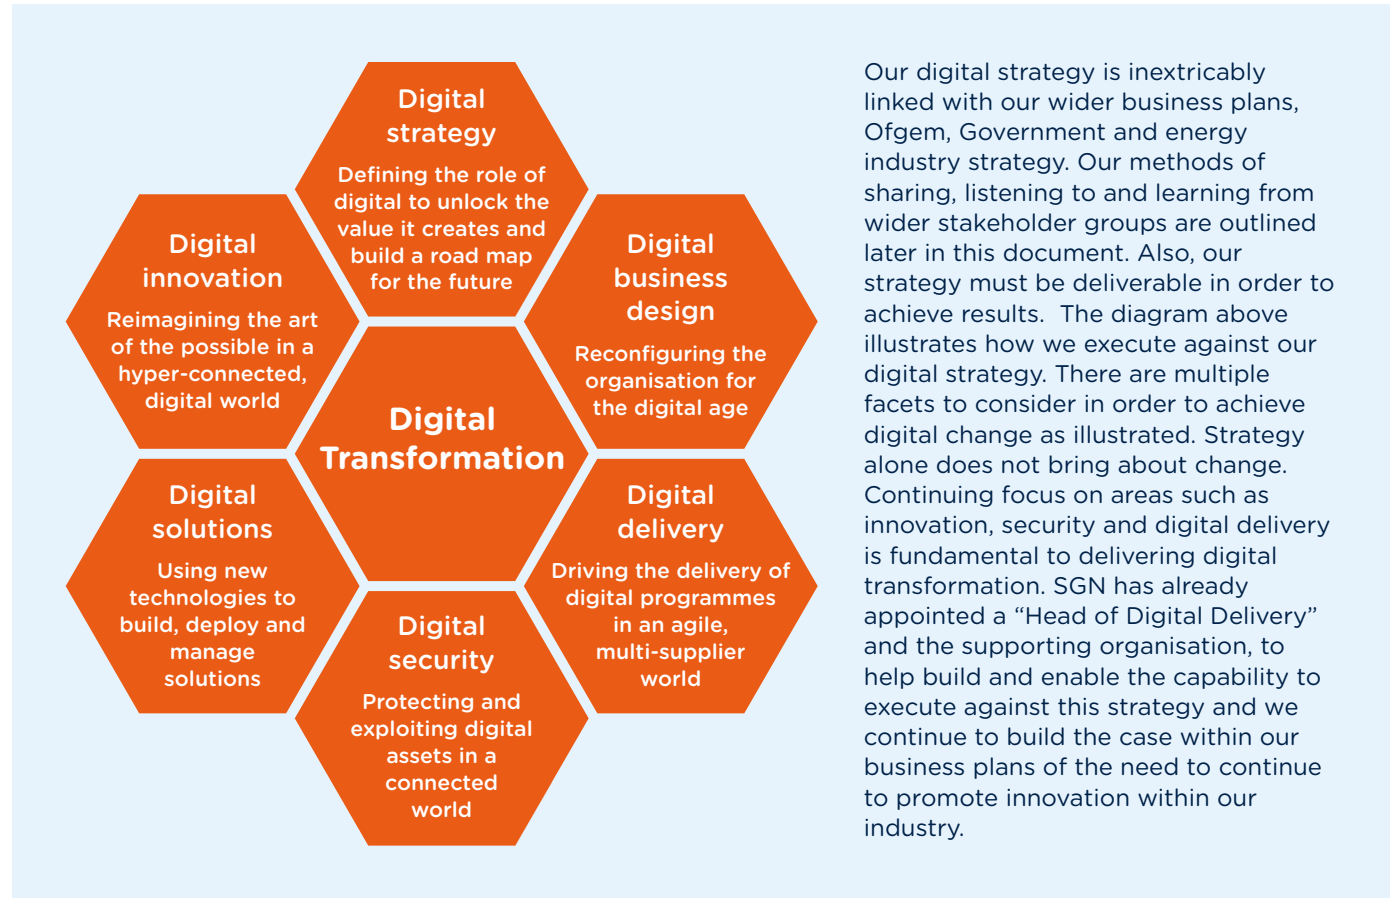 Digital
strategy
Defining the role of
digital to unlock the
value it creates and
build a road map
for the future
Digital
innovation
Reimagining the art
of the possible in a
hyper-connected,
digital world
Digital
business
design
Reconfiguring the
organisation for
the digital age
Digital
Transformation
Digital
solutions
Using new
technologies to
build, deploy and
manage
solutions
Digital
delivery
Driving the delivery of
digital programmes
in an agile,
multi-supplier
world
Digital
security
Protecting and
exploiting digital
assets in a
connected
world
Our digital strategy is inextricably
linked with our wider business plans,
Ofgem, Government and energy
industry strategy. Our methods of
sharing, listening to and learning from
wider stakeholder groups are outlined
later in this document. Also, our
strategy must be deliverable in order to
achieve results.  The diagram above
illustrates how we execute against our
digital strategy. There are multiple
facets to consider in order to achieve
digital change as illustrated. Strategy
alone does not bring about change.
Continuing focus on areas such as
innovation, security and digital delivery
is fundamental to delivering digital
transformation. SGN has already
appointed a “Head of Digital Delivery”
and the supporting organisation, to
help build and enable the capability to
execute against this strategy and we
continue to build the case within our
business plans of the need to continue
to promote innovation within our
industry.